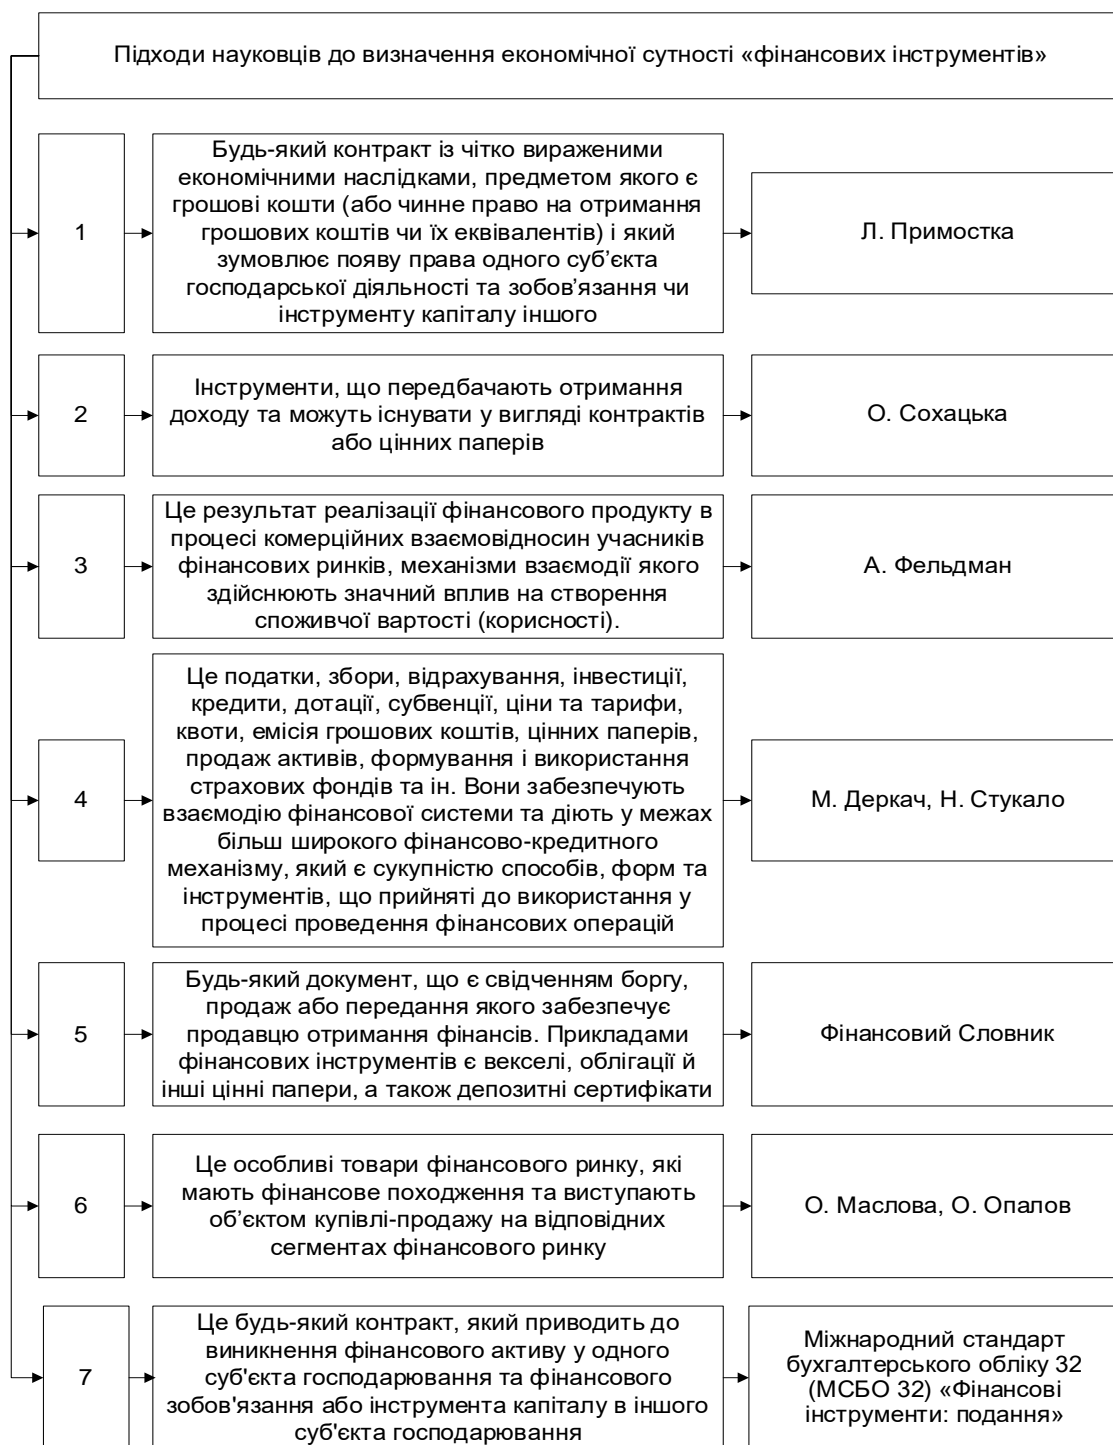 Підходи науковців до визначення економічної сутності «фінансових інструментів»
1
Будь-який контракт із чітко вираженими
економічними наслідками, предметом якого є
грошові кошти (або чинне право на отримання
грошових коштів чи їх еквівалентів) і який
зумовлює появу права одного суб’єкта
господарської діяльності та зобов’язання чи
інструменту капіталу іншого
Л. Примостка
2
Інструменти, що передбачають отримання
доходу та можуть існувати у вигляді контрактів
або цінних паперів
О. Сохацька
3
Це результат реалізації фінансового продукту в
процесі комерційних взаємовідносин учасників
фінансових ринків, механізми взаємодії якого
здійснюють значний вплив на створення
споживчої вартості (корисності).
А. Фельдман
4
Це податки, збори, відрахування, інвестиції,
кредити, дотації, субвенції, ціни та тарифи,
квоти, емісія грошових коштів, цінних паперів,
продаж активів, формування і використання
страхових фондів та ін. Вони забезпечують
взаємодію фінансової системи та діють у межах
більш широкого фінансово-кредитного
механізму, який є сукупністю способів, форм та
інструментів, що прийняті до використання у
процесі проведення фінансових операцій
М. Деркач, Н. Стукало
5
Будь-який документ, що є свідченням боргу,
продаж або передання якого забезпечує
продавцю отримання фінансів. Прикладами
фінансових інструментів є векселі, облігації й
інші цінні папери, а також депозитні сертифікати
Фінансовий Словник
6
Це особливі товари фінансового ринку, які
мають фінансове походження та виступають
об’єктом купівлі-продажу на відповідних
сегментах фінансового ринку
О. Маслова, О. Опалов
7
Це будь-який контракт, який приводить до
виникнення фінансового активу у одного
суб'єкта господарювання та фінансового
зобов'язання або інструмента капіталу в іншого
суб'єкта господарювання
Міжнародний стандарт
бухгалтерського обліку 32
(МСБО 32) «Фінансові
інструменти: подання»